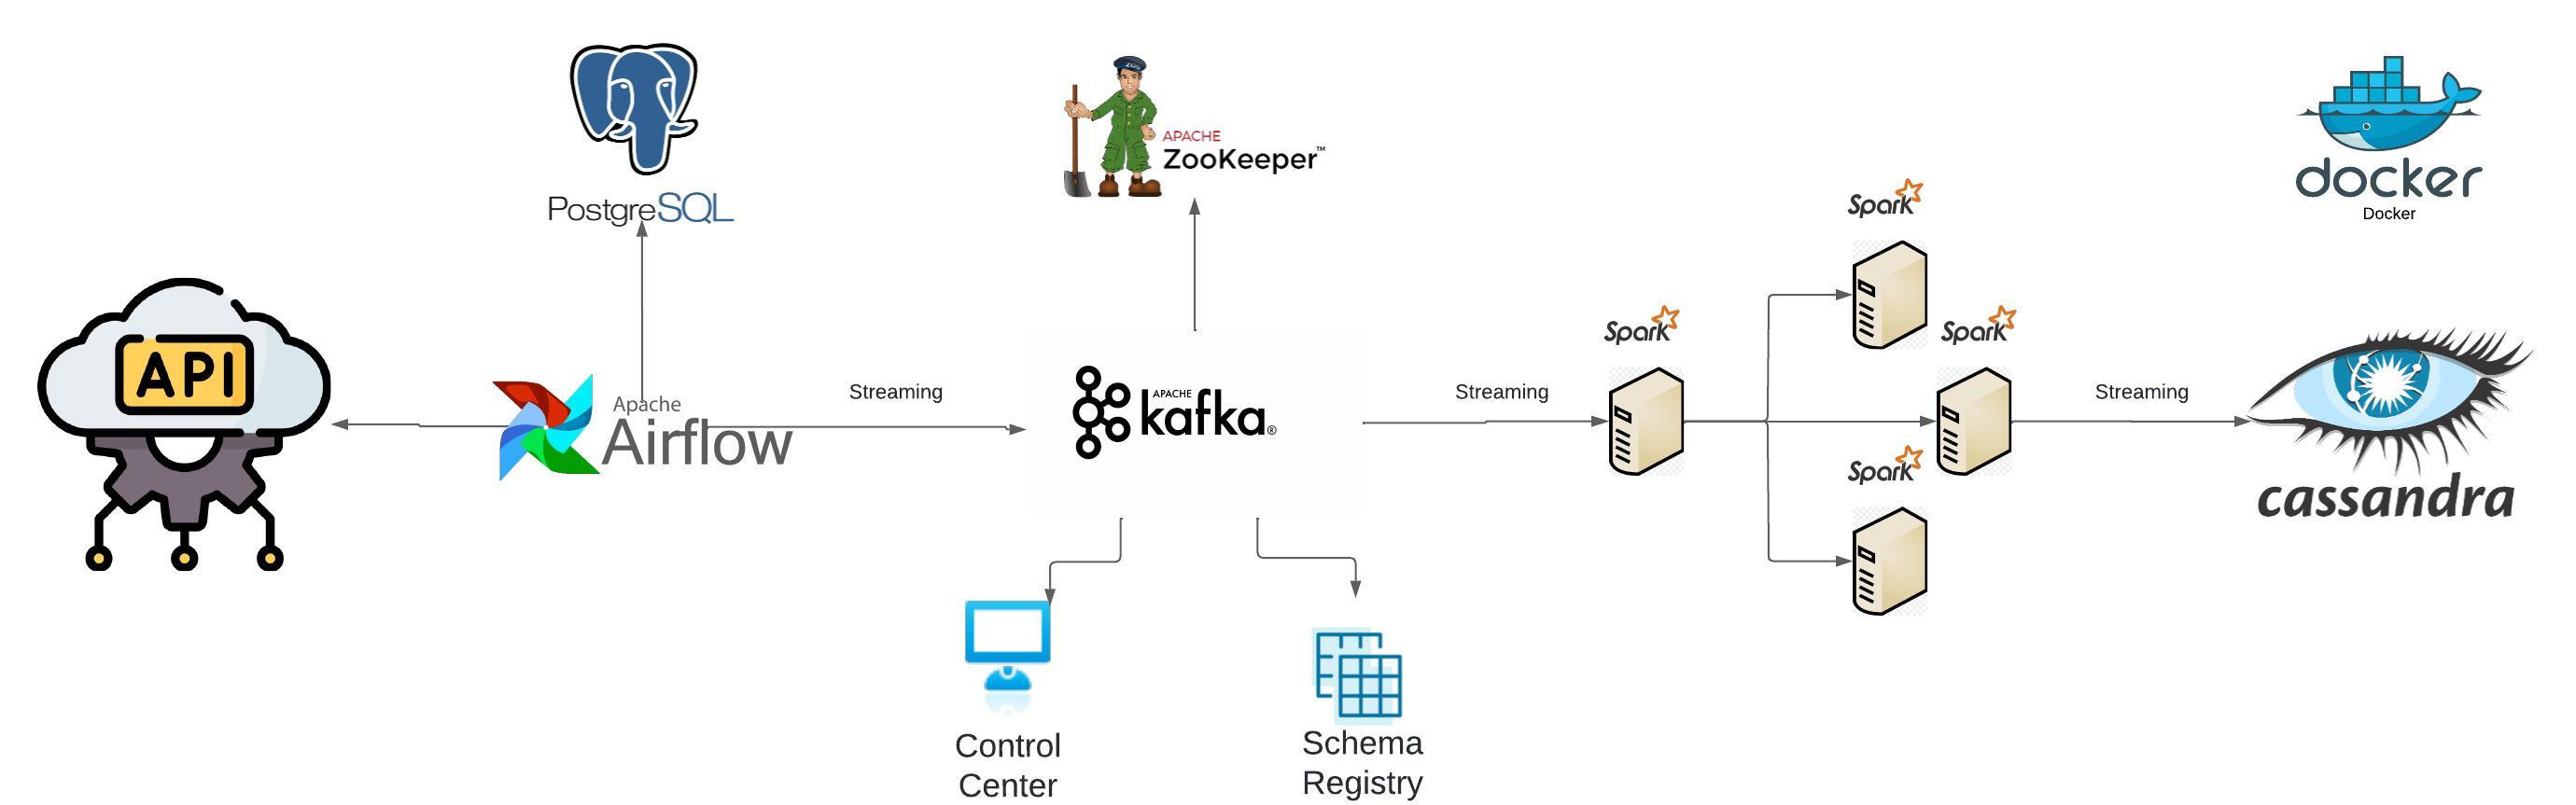 PostgreSQL
ZOO
APACHE
ZooKeeper™
docker
Docker
Spark
Spark
Spark
API
Apache
Airflow
Streaming
APACHE
kafka®
Streaming
Spark
Streaming
cassandra
Control
Center
Schema
Registry